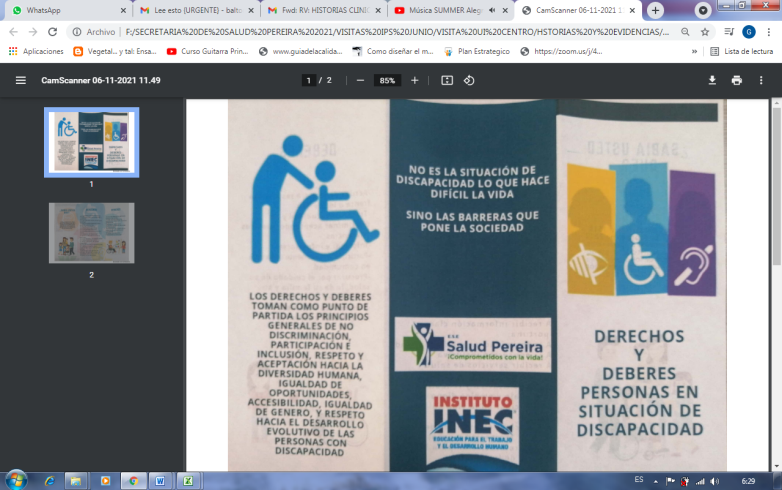 WhatsApp
Lee esto (URGENTE) - balta
Fwd: RV: HISTORIAS CLINIC
Música SUMMER Aleg
CamScanner 06-11-2021 1
Archivo | F:/SECRETARIA%20DE%20SALUD%20PEREIRA%202021/VISITAS%20IPS%20JUNIO/VISITA%20UI%20CENTRO/HSTORIAS%20Y%20EVIDENCIAS/...
G
Aplicaciones
Vegetal... y tal: Ensa...
Curso Guitarra Prin...
www.guiadelacalida...
Como diseñar el m...
Plan Estrategico
https://zoom.us/j/4...
»
Lista de lectura
CamScanner 06-11-2021 11.49
1 / 2
85%
1
2
LOS DERECHOS Y DEBERES
TOMAN COMO PUNTO DE
PARTIDA LOS PRINCIPIOS
GENERALES DE NO
DISCRIMINACIÓN,
PARTICIPACIÓN E
INCLUSIÓN, RESPETO Y
ACEPTACIÓN HACIA LA
DIVERSIDAD HUMANA,
IGUALDAD DE
OPORTUNIDADES,
ACCESIBILIDAD, IGUALDAD
DE GENERO, Y RESPETO
HACIA EL DESARROLLO
EVOLUTIVO DE LAS
PERSONAS CON
DISCAPACIDAD
NO ES LA SITUACIÓN DE
DISCAPACIDAD LO QUE HACE
DIFÍCIL LA VIDA
SINO LAS BARRERAS QUE
PONE LA SOCIEDAD
E.S.E
Salud Pereira
¡Comprometidos con la vida!
INSTITUTO
INEC
EDUCACIÓN PARA EL TRABAJO
Y EL DESARROLLO HUMANO
DERECHOS
Y
DEBERES
PERSONAS EN
SITUACIÓN DE
DISCAPACIDAD
ES
6:29